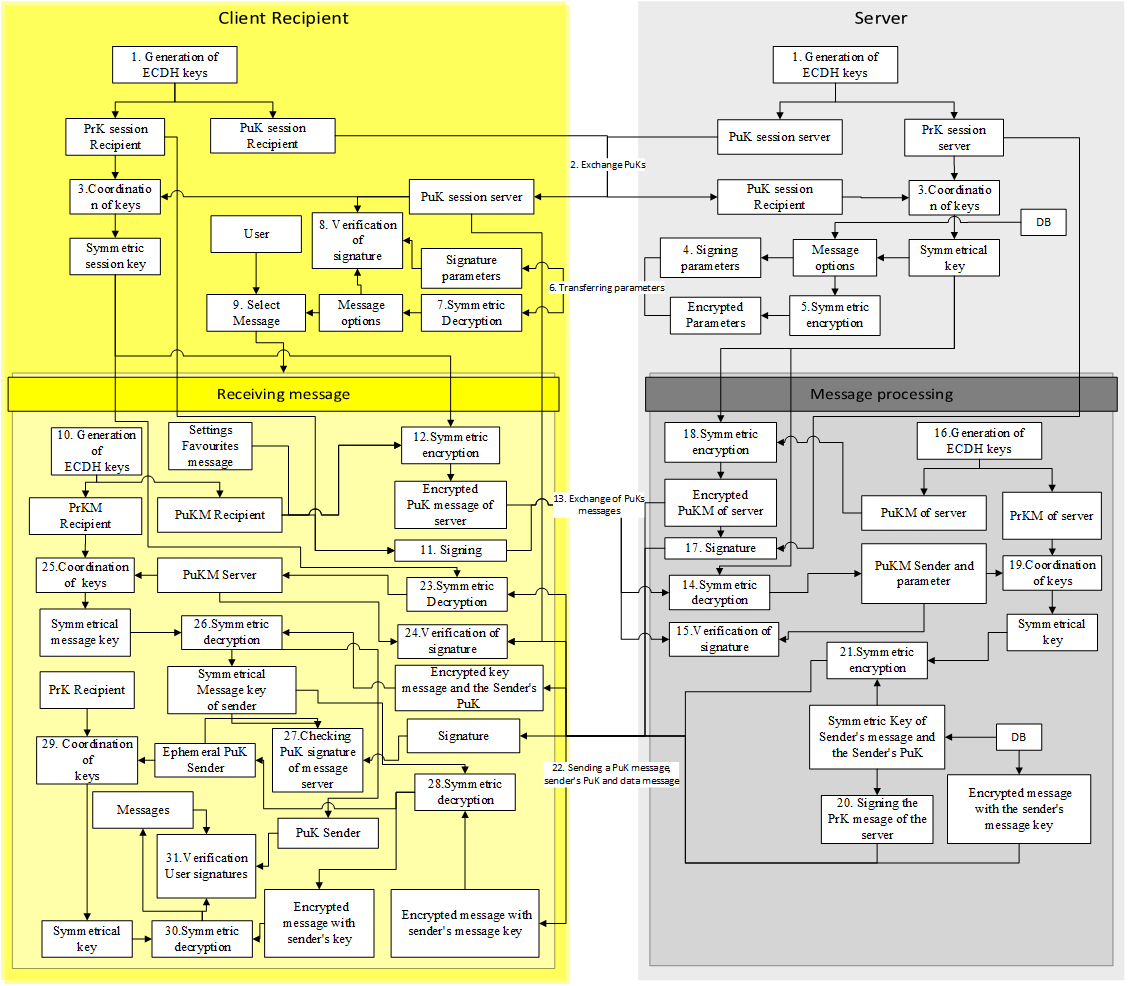 Client Recipient
1. Generation of
ECDH keys
PrK session
Recipient
PuK session
Recipient
3.Coordinatio
n of keys
PuK session server
Symmetric
session key
User
8. Verification
of
signature
Signature
parameters
9. Select
Message
Message
options
7.Symmetric
Decryption
2. Exchange PuKs
6. Transferring parameters
Server
1. Generation of
ECDH keys
PuK session server
PrK session
server
PuK session
Recipient
3.Coordinatio
n of keys
DB
4. Signing
parameters
Message
options
Symmetrical
key
Encrypted
Parameters
5.Symmetric
encryption
Receiving message
10. Generation
of
ECDH keys
Settings
Favourites
message
12.Symmetric
encryption
PrKM
Recipient
PuKM Recipient
Encrypted
PuK message of
server
11. Signing
25.Coordination
of keys
PuKM Server
23.Symmetric
Decryption
Symmetrical
message key
26.Symmetric
decryption
24.Verification of
signature
PrK Recipient
Symmetrical
Message key
of sender
Encrypted key
message and the Sender's
PuK
29. Coordination
of
keys
Ephemeral PuK
Sender
27.Checking
PuK signature
of message
server
Signature
28.Symmetric
decryption
Messages
PuK Sender
31.Verification
User signatures
Symmetrical
key
30.Symmetric
decryption
Encrypted
message with
sender's key
Encrypted message with
sender's message key
13. Exchange of PuKs
messages
22. Sending a PuK message,
sender's PuK and data message
Message processing
18.Symmetric
encryption
16.Generation of
ECDH keys
Encrypted
PuKM of server
PuKM of server
PrKM of server
17. Signature
14.Symmetric
decryption
PuKM Sender and
parameter
19.Coordination
of keys
15.Verification of
signature
Symmetrical
key
21.Symmetric
encryption
Symmetric Key of
Sender's message and
the Sender's PuK
DB
20. Signing the
PrK mesage of the
server
Encrypted message
with the sender's
message key